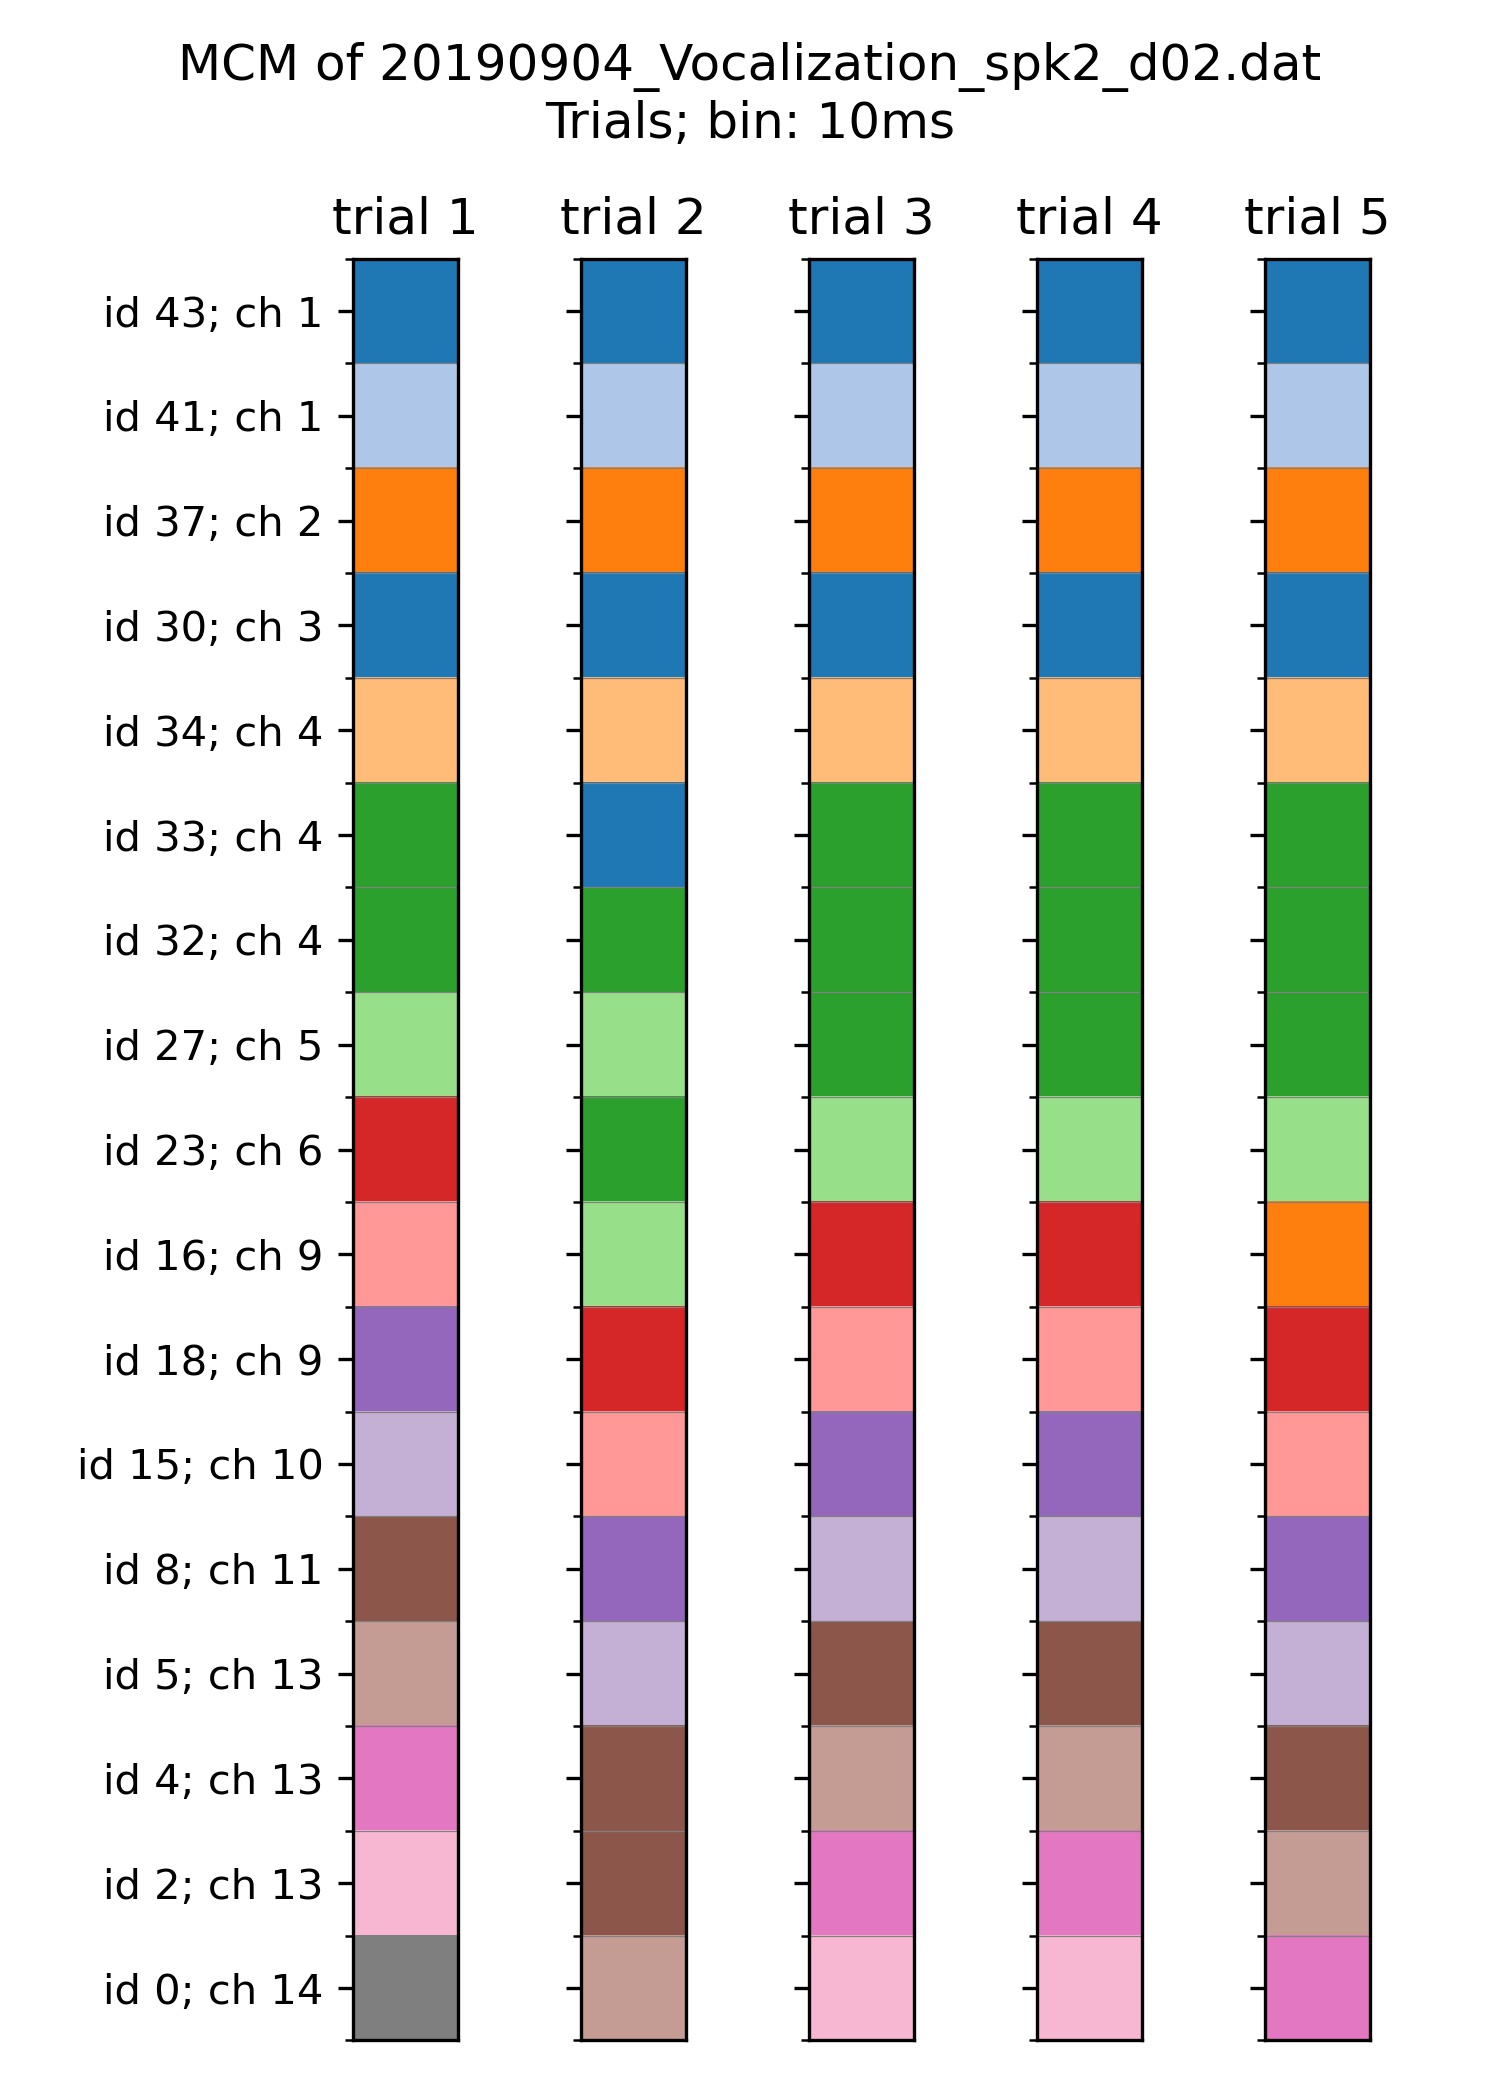 MCM of 20190904_Vocalization_spk2_d02.dat
Trials; bin: 10ms
trial 1 trial 2 trial 3 trial 4 trial 5
id 43; ch 1
id 41; ch 1
id 37; ch 2
id 30; ch 3
id 34; ch 4
id 33; ch 4
id 32; ch 4
id 27; ch 5
id 23; ch 6
id 16; ch 9
id 18; ch 9
id 15; ch 10
id 8; ch 11
id 5; ch 13
id 4; ch 13
id 2; ch 13
id 0; ch 14